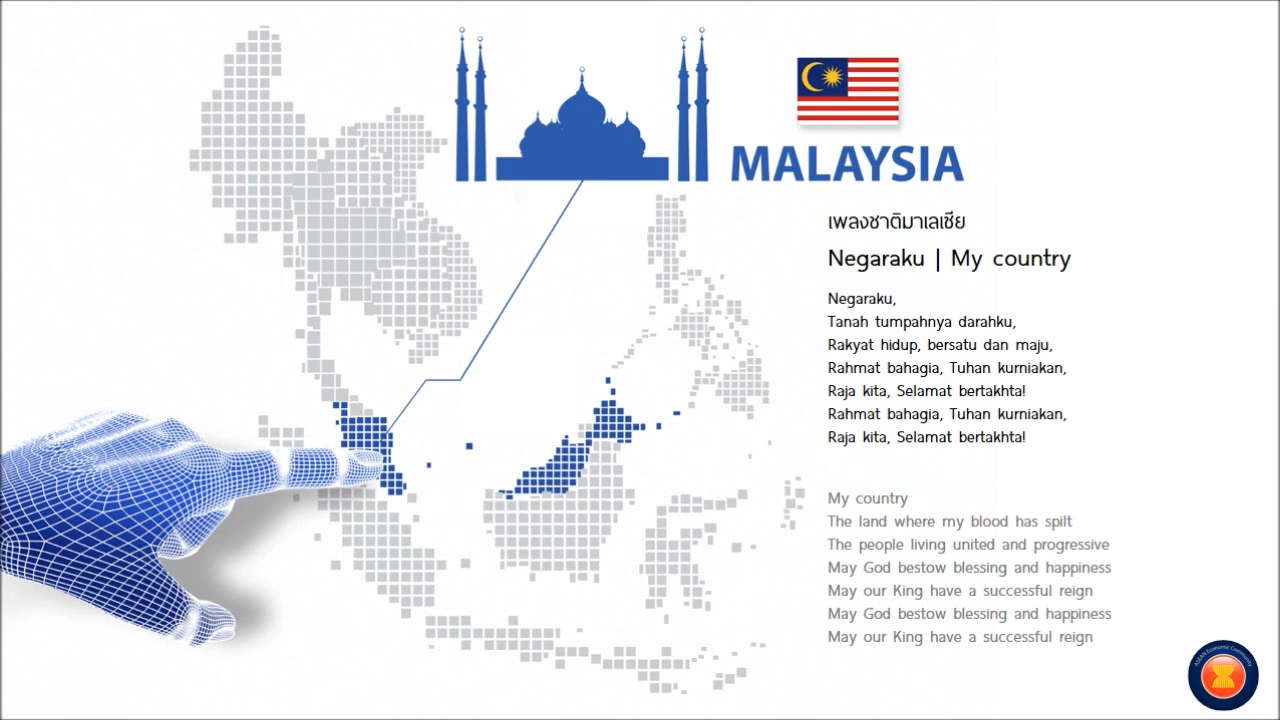 MALAYSIA
เพลงชาติมาเลเซีย
Negaraku | My country
Negaraku,
Tanah tumpahnya darahku,
Rakyat hidup, bersatu dan maju,
Rahmat bahagia, Tuhan kurniakan,
Raja kita, Selamat bertakhta!
Rahmat bahagia, Tuhan kurniakan,
Raja kita, Selamat bertakhta!
My country
The land where my blood has spilt
The people living united and progressive
May God bestow blessing and happiness
May our King have a successful reign
May God bestow blessing and happiness
May our King have a successful reign
ASEAN Economic Community